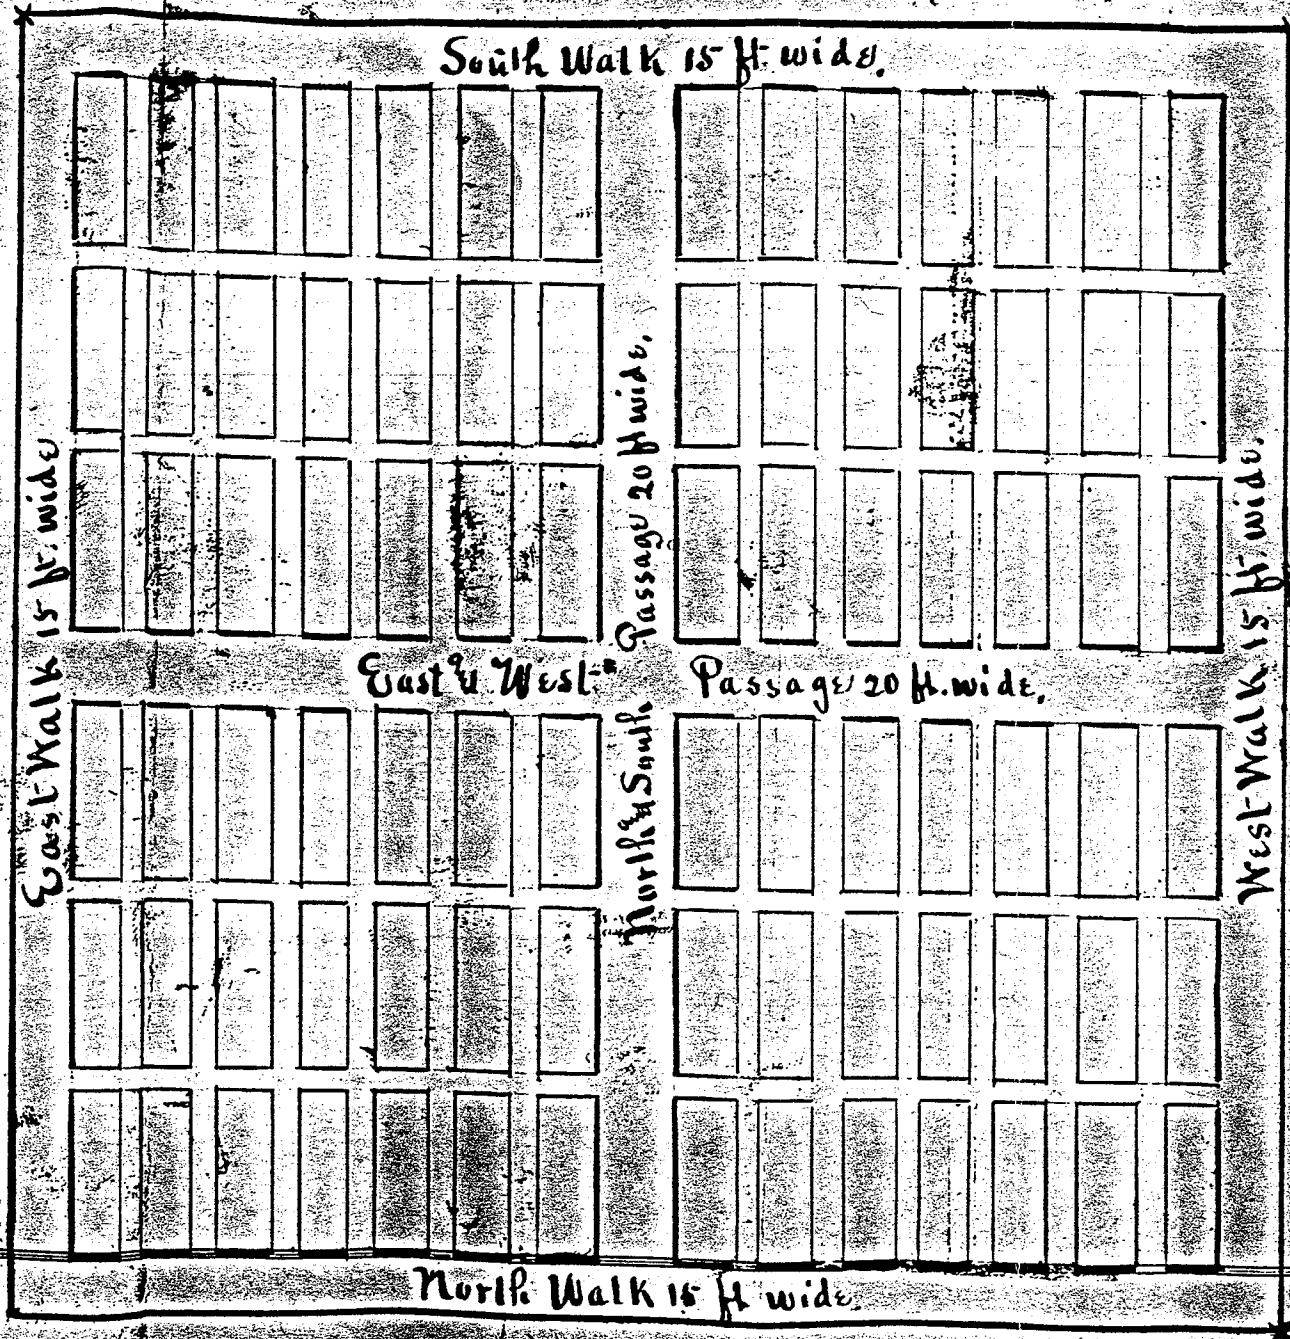 South Walk 15 ft. wide.
East Walk 15 ft. wide
North & South Passage 20 ft wide.
West Walk 15 ft. wide.
East & West Passage 20 ft. wide.
North Walk 15 ft wide.